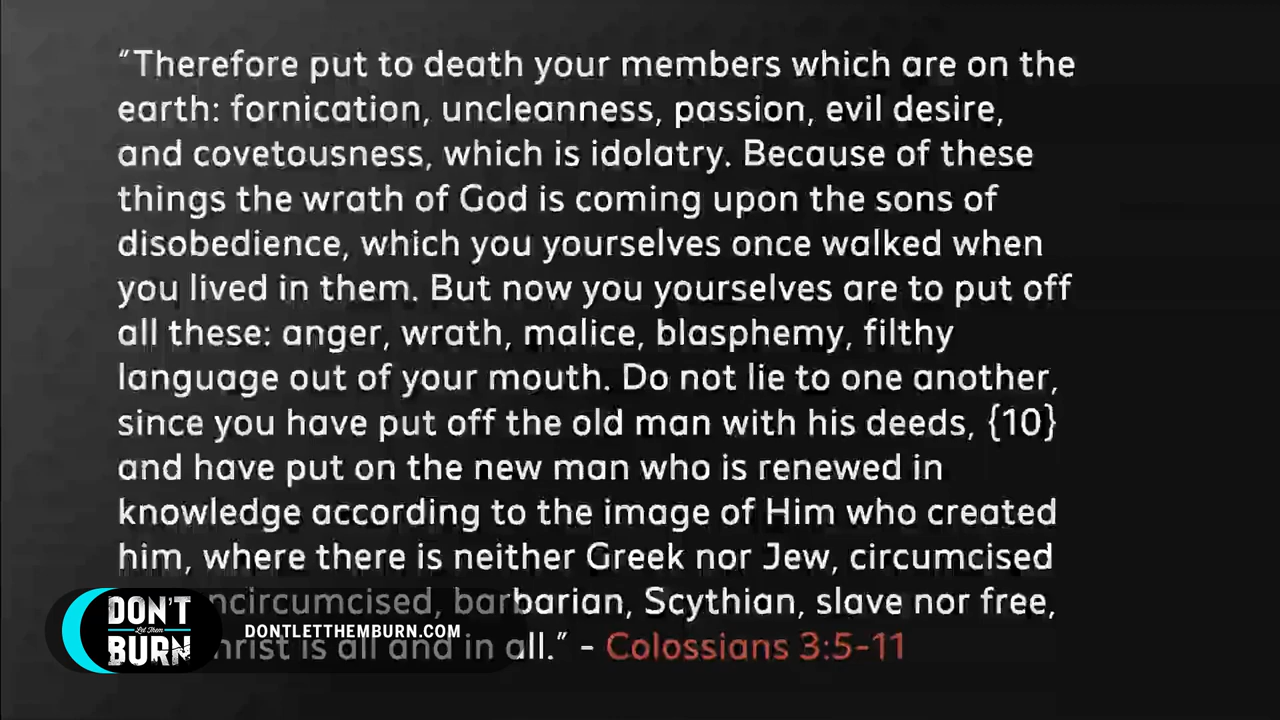 “Therefore put to death your members which are on the
earth: fornication, uncleanness, passion, evil desire,
and covetousness, which is idolatry. Because of these
things the wrath of God is coming upon the sons of
disobedience, which you yourselves once walked when
you lived in them. But now you yourselves are to put off
all these: anger, wrath, malice, blasphemy, filthy
language out of your mouth. Do not lie to one another,
since you have put off the old man with his deeds, {10}
and have put on the new man who is renewed in
knowledge according to the image of Him who created
him, where there is neither Greek nor Jew, circumcised
ncircumcised, barbarian, Scythian, slave nor free,
hrist is all and in all.” - Colossians 3:5-11
DON'T
Let Them
BURN
DONTLETTHEMBURN.COM